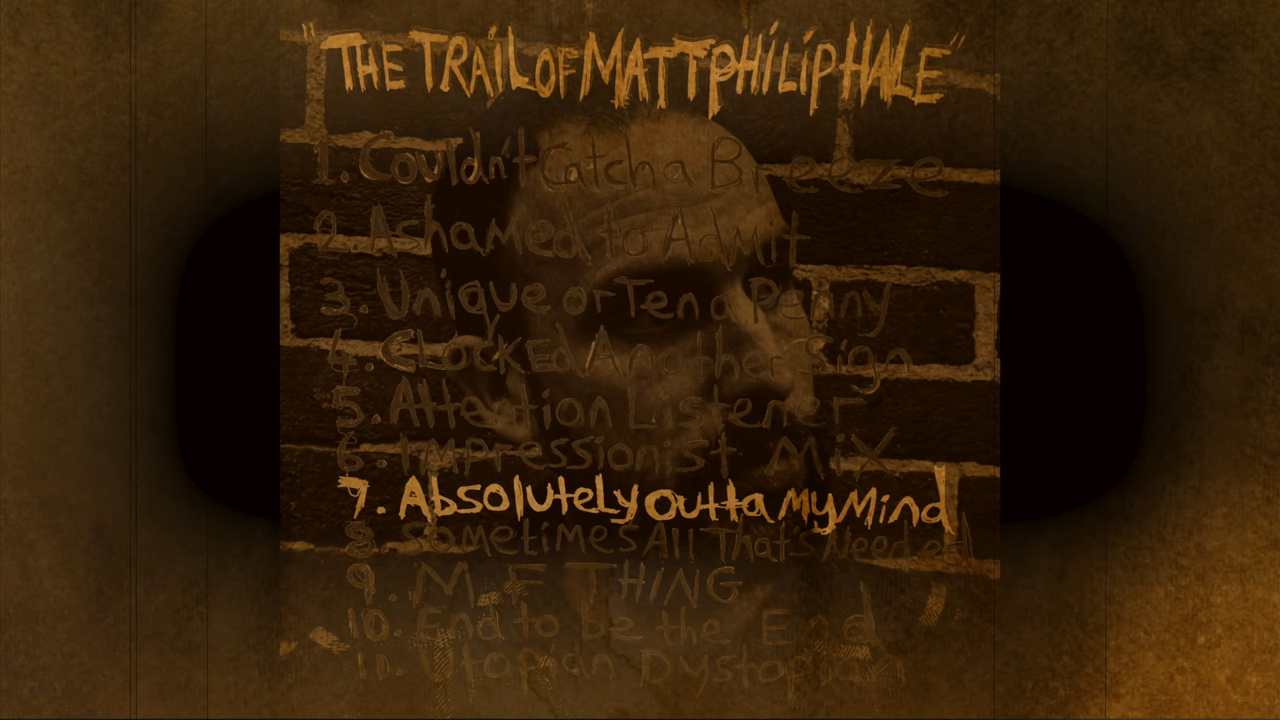 "THE TRAiL OF MATT PHiLiP HALE"
1. Couldn't Catch a Breeze
2. Ashamed to Admit
3. Unique or Ten a Penny
4. CLocKEd Another Sign
5. Attention Listener
6. Impressionist MiX
7. Absolutely outta My Mind
8. Sometimes All That's Needed
9. M.F THING
10. End to be the End
11. Utopian Dystopian